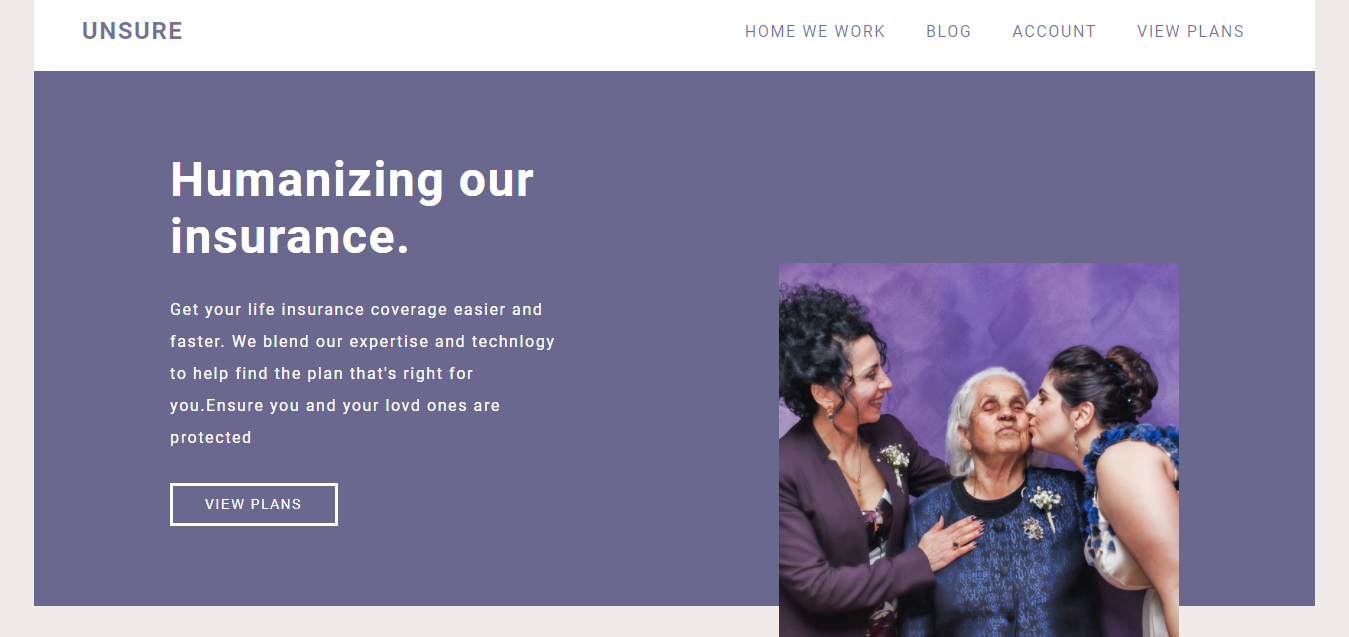 UNSURE
HOME WE WORK BLOG ACCOUNT VIEW PLANS
Humanizing our
insurance.
Get your life insurance coverage easier and
faster. We blend our expertise and technlogy
to help find the plan that's right for
you.Ensure you and your lovd ones are
protected
VIEW PLANS